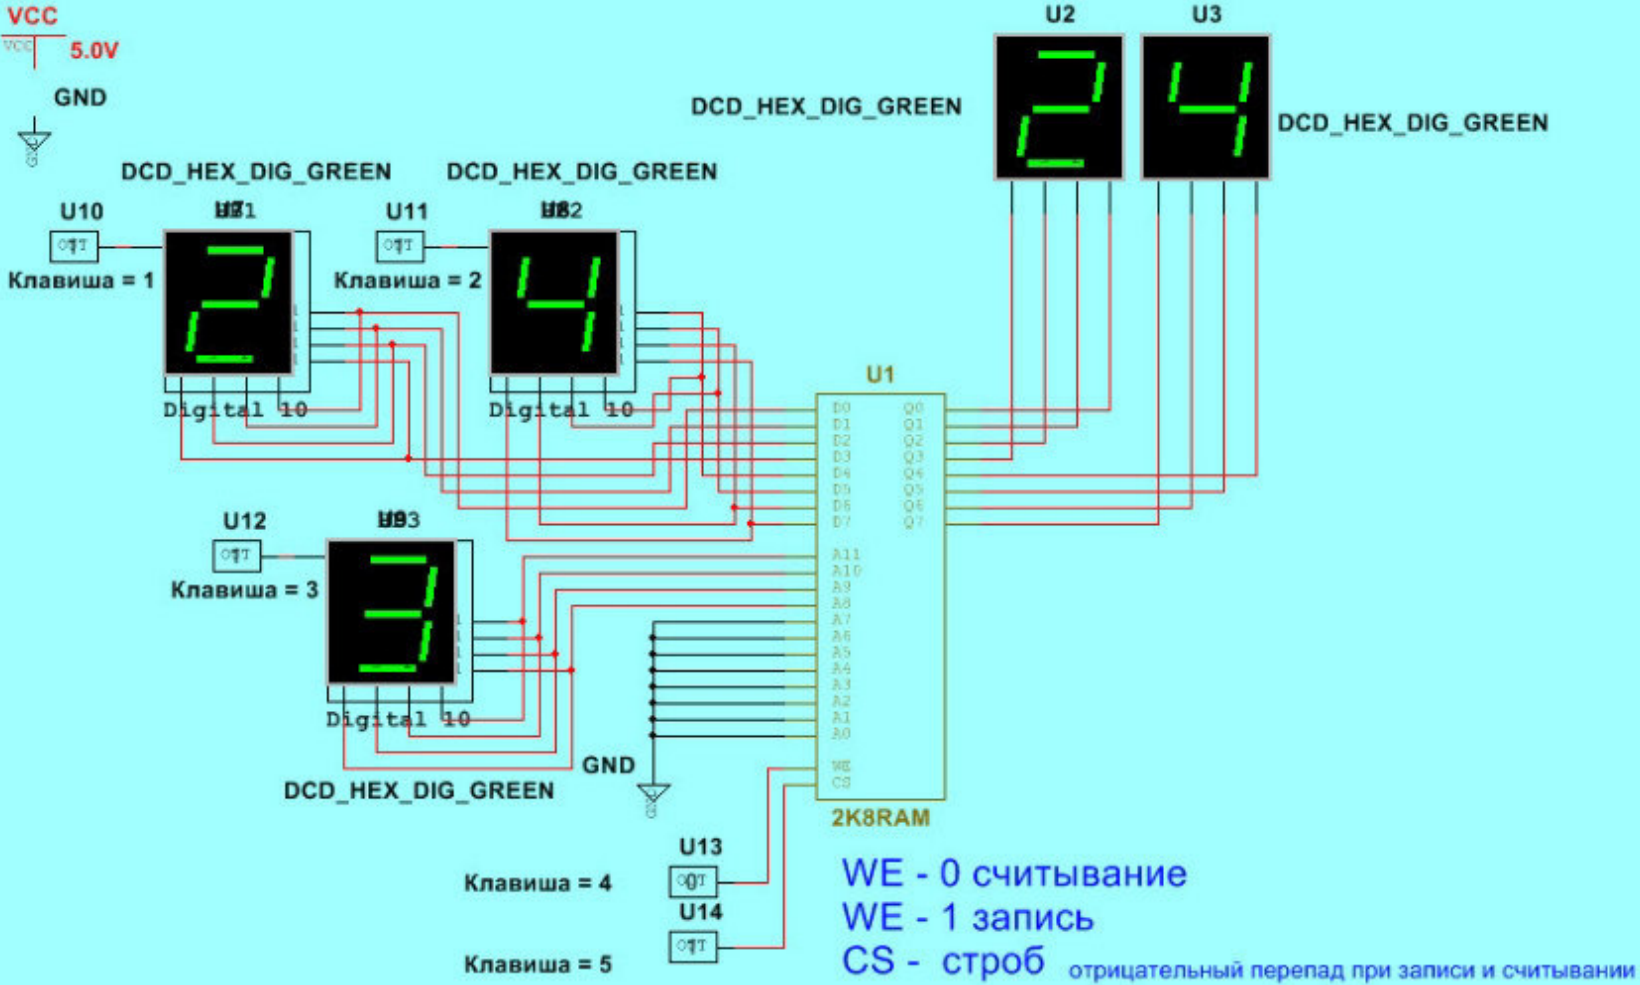 VCC
VCC
5.0V
GND
GND
U2
U3
DCD_HEX_DIG_GREEN
DCD_HEX_DIG_GREEN
DCD_HEX_DIG_GREEN
DCD_HEX_DIG_GREEN
U10
Клавиша = 1
Digital 10
U11
Клавиша = 2
Digital 10
U12
Клавиша = 3
Digital 10
DCD_HEX_DIG_GREEN
U1
D0 Q0
D1 Q1
D2 Q2
D3 Q3
D4 Q4
D5 Q5
D6 Q6
D7 Q7
A11
A10
A9
A8
A7
A6
A5
A4
A3
A2
A1
A0
WE
CS
2K8RAM
GND
GND
U13
Клавиша = 4
U14
Клавиша = 5
WE - 0 считывание
WE - 1 запись
CS - строб отрицательный перепад при записи и считывании